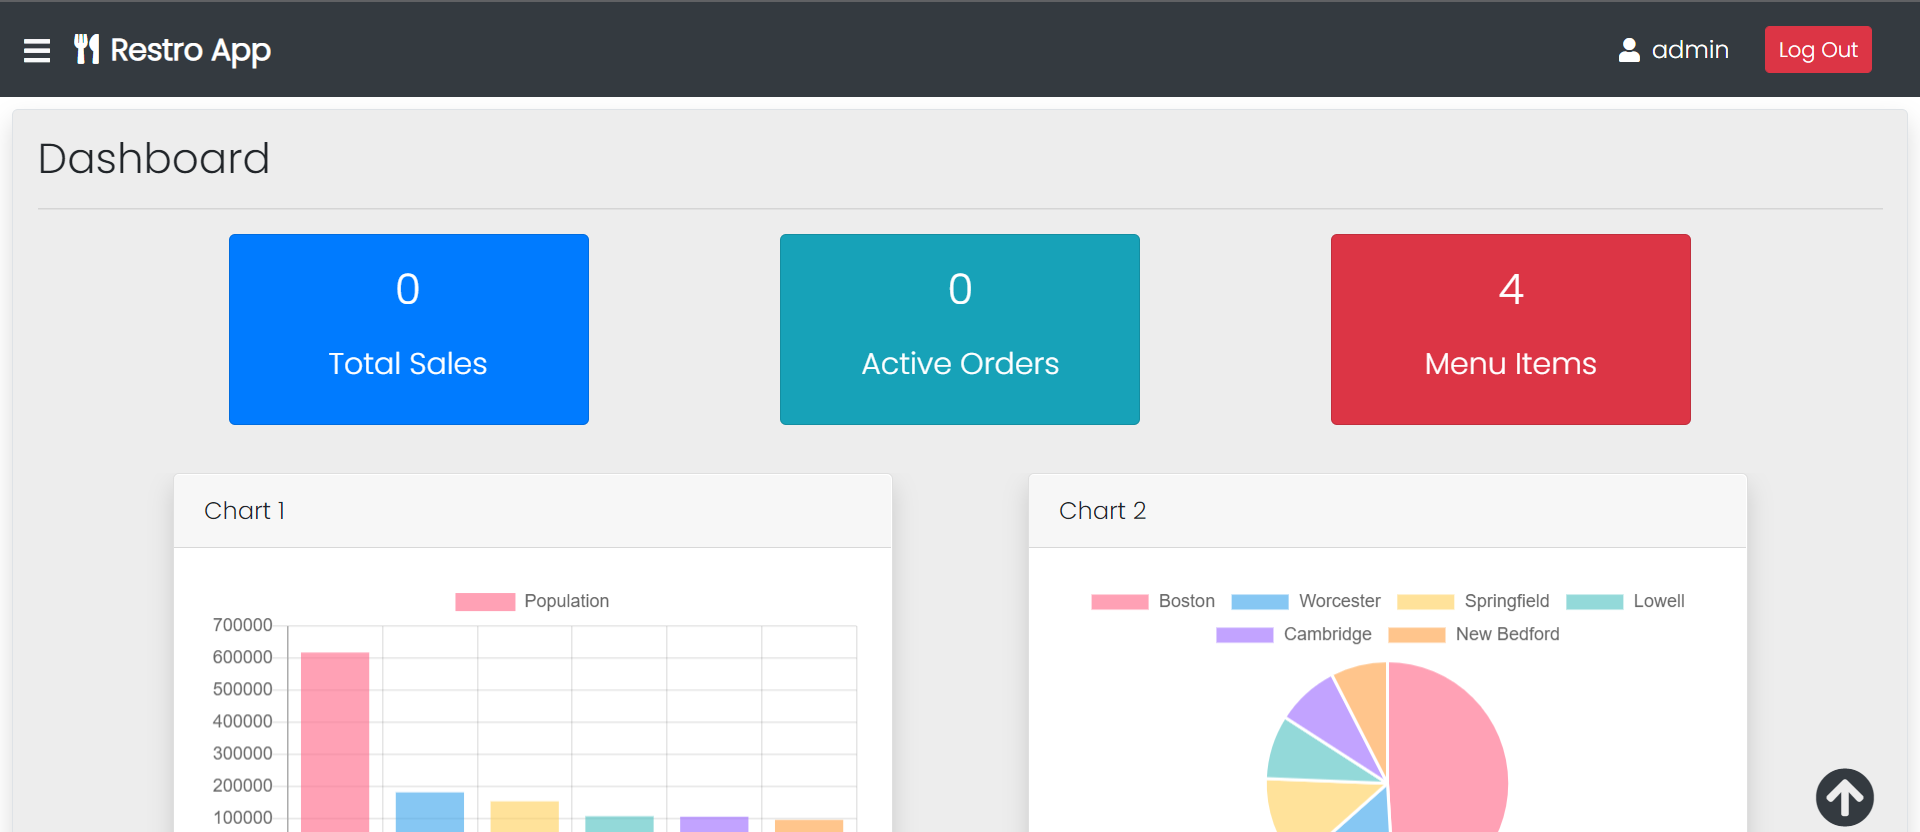 Restro App
admin
Log Out
Dashboard
0
Total Sales
0
Active Orders
4
Menu Items
Chart 1
Population
700000
600000
500000
400000
300000
200000
100000
Chart 2
Boston Worcester Springfield Lowell
Cambridge New Bedford